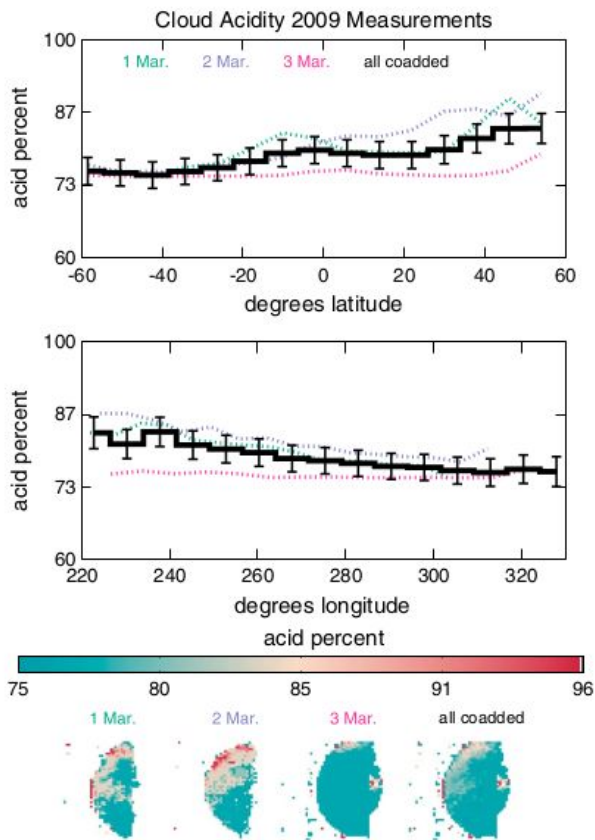 Cloud Acidity 2009 Measurements
100
1 Mar. 2 Mar. 3 Mar. all coadded
87
acid percent
73
60
-60 -40 -20 0 20 40 60
degrees latitude
100
87
acid percent
73
60
220 240 260 280 300 320
degrees longitude
acid percent
75 80 85 91 96
1 Mar. 2 Mar. 3 Mar. all coadded